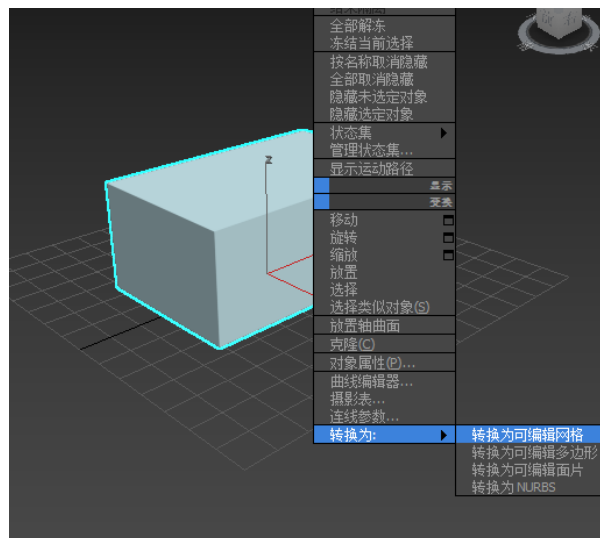 全部解冻
冻结当前选择
按名称取消隐藏
全部取消隐藏
隐藏未选定对象
隐藏选定对象
状态集
管理状态集...
显示运动路径
显示
变换
移动
旋转
缩放
放置
选择
选择类似对象(S)
放置轴曲面
克隆(C)
对象属性(P)...
曲线编辑器...
摄影表...
连线参数...
转换为:
转换为可编辑网格
转换为可编辑多边形
转换为可编辑面片
转换为 NURBS
z